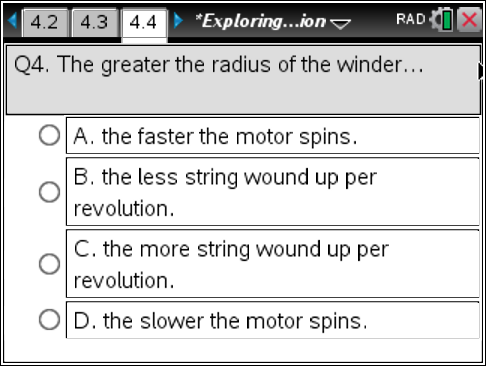 4.2 4.3 4.4 *Exploring...ion RAD
Q4. The greater the radius of the winder...
A. the faster the motor spins.
B. the less string wound up per
revolution.
C. the more string wound up per
revolution.
D. the slower the motor spins.